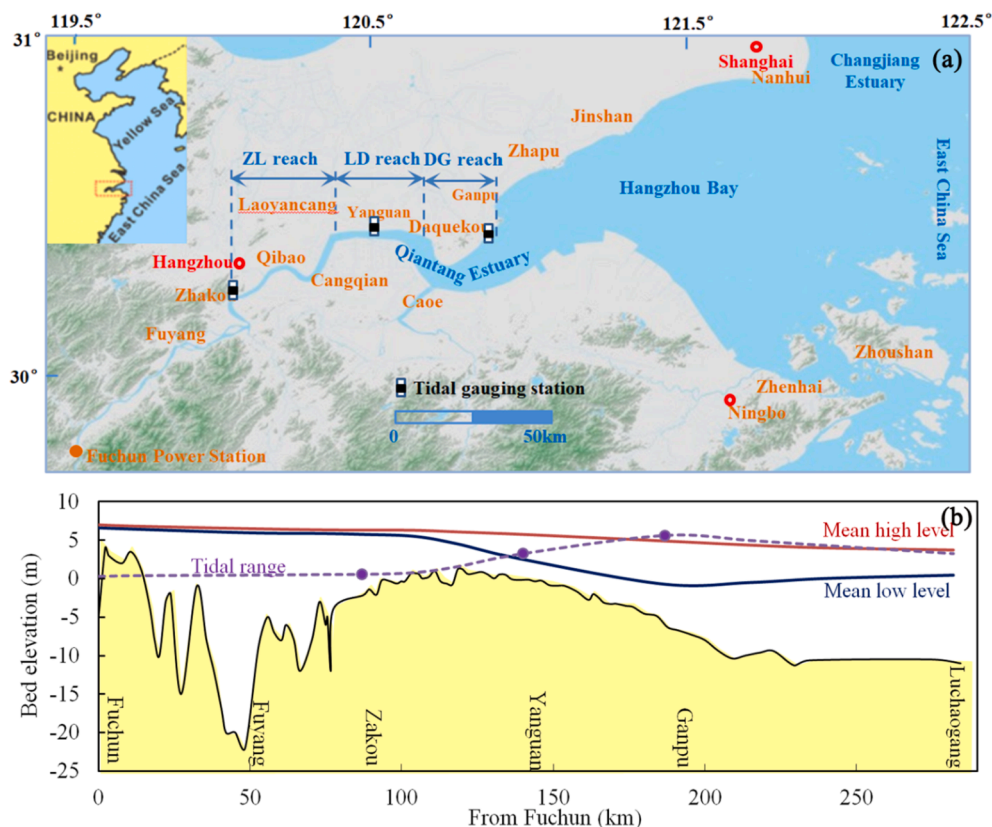 119.5°
120.5°
121.5°
122.5°
31°
30°
(a)
Beijing
CHINA
Yellow Sea
East China Sea
Shanghai
Nanhui
Changjiang
Estuary
Jinshan
Zhapu
ZL reach
LD reach
DG reach
Ganpu
Hangzhou Bay
East China Sea
Laoyancang
Yanguan
Daquekou
Qiantang Estuary
Hangzhou
Qibao
Cangqian
Zhako
Caoe
Fuyang
Zhoushan
Zhenhai
Ningbo
Tidal gauging station
0
50km
Fuchun Power Station
(b)
10
5
0
-5
-10
-15
-20
-25
Bed elevation (m)
Mean high level
Tidal range
Mean low level
Fuchun
Fuyang
Zakou
Yanguan
Ganpu
Luchaogang
0
50
100
150
200
250
From Fuchun (km)